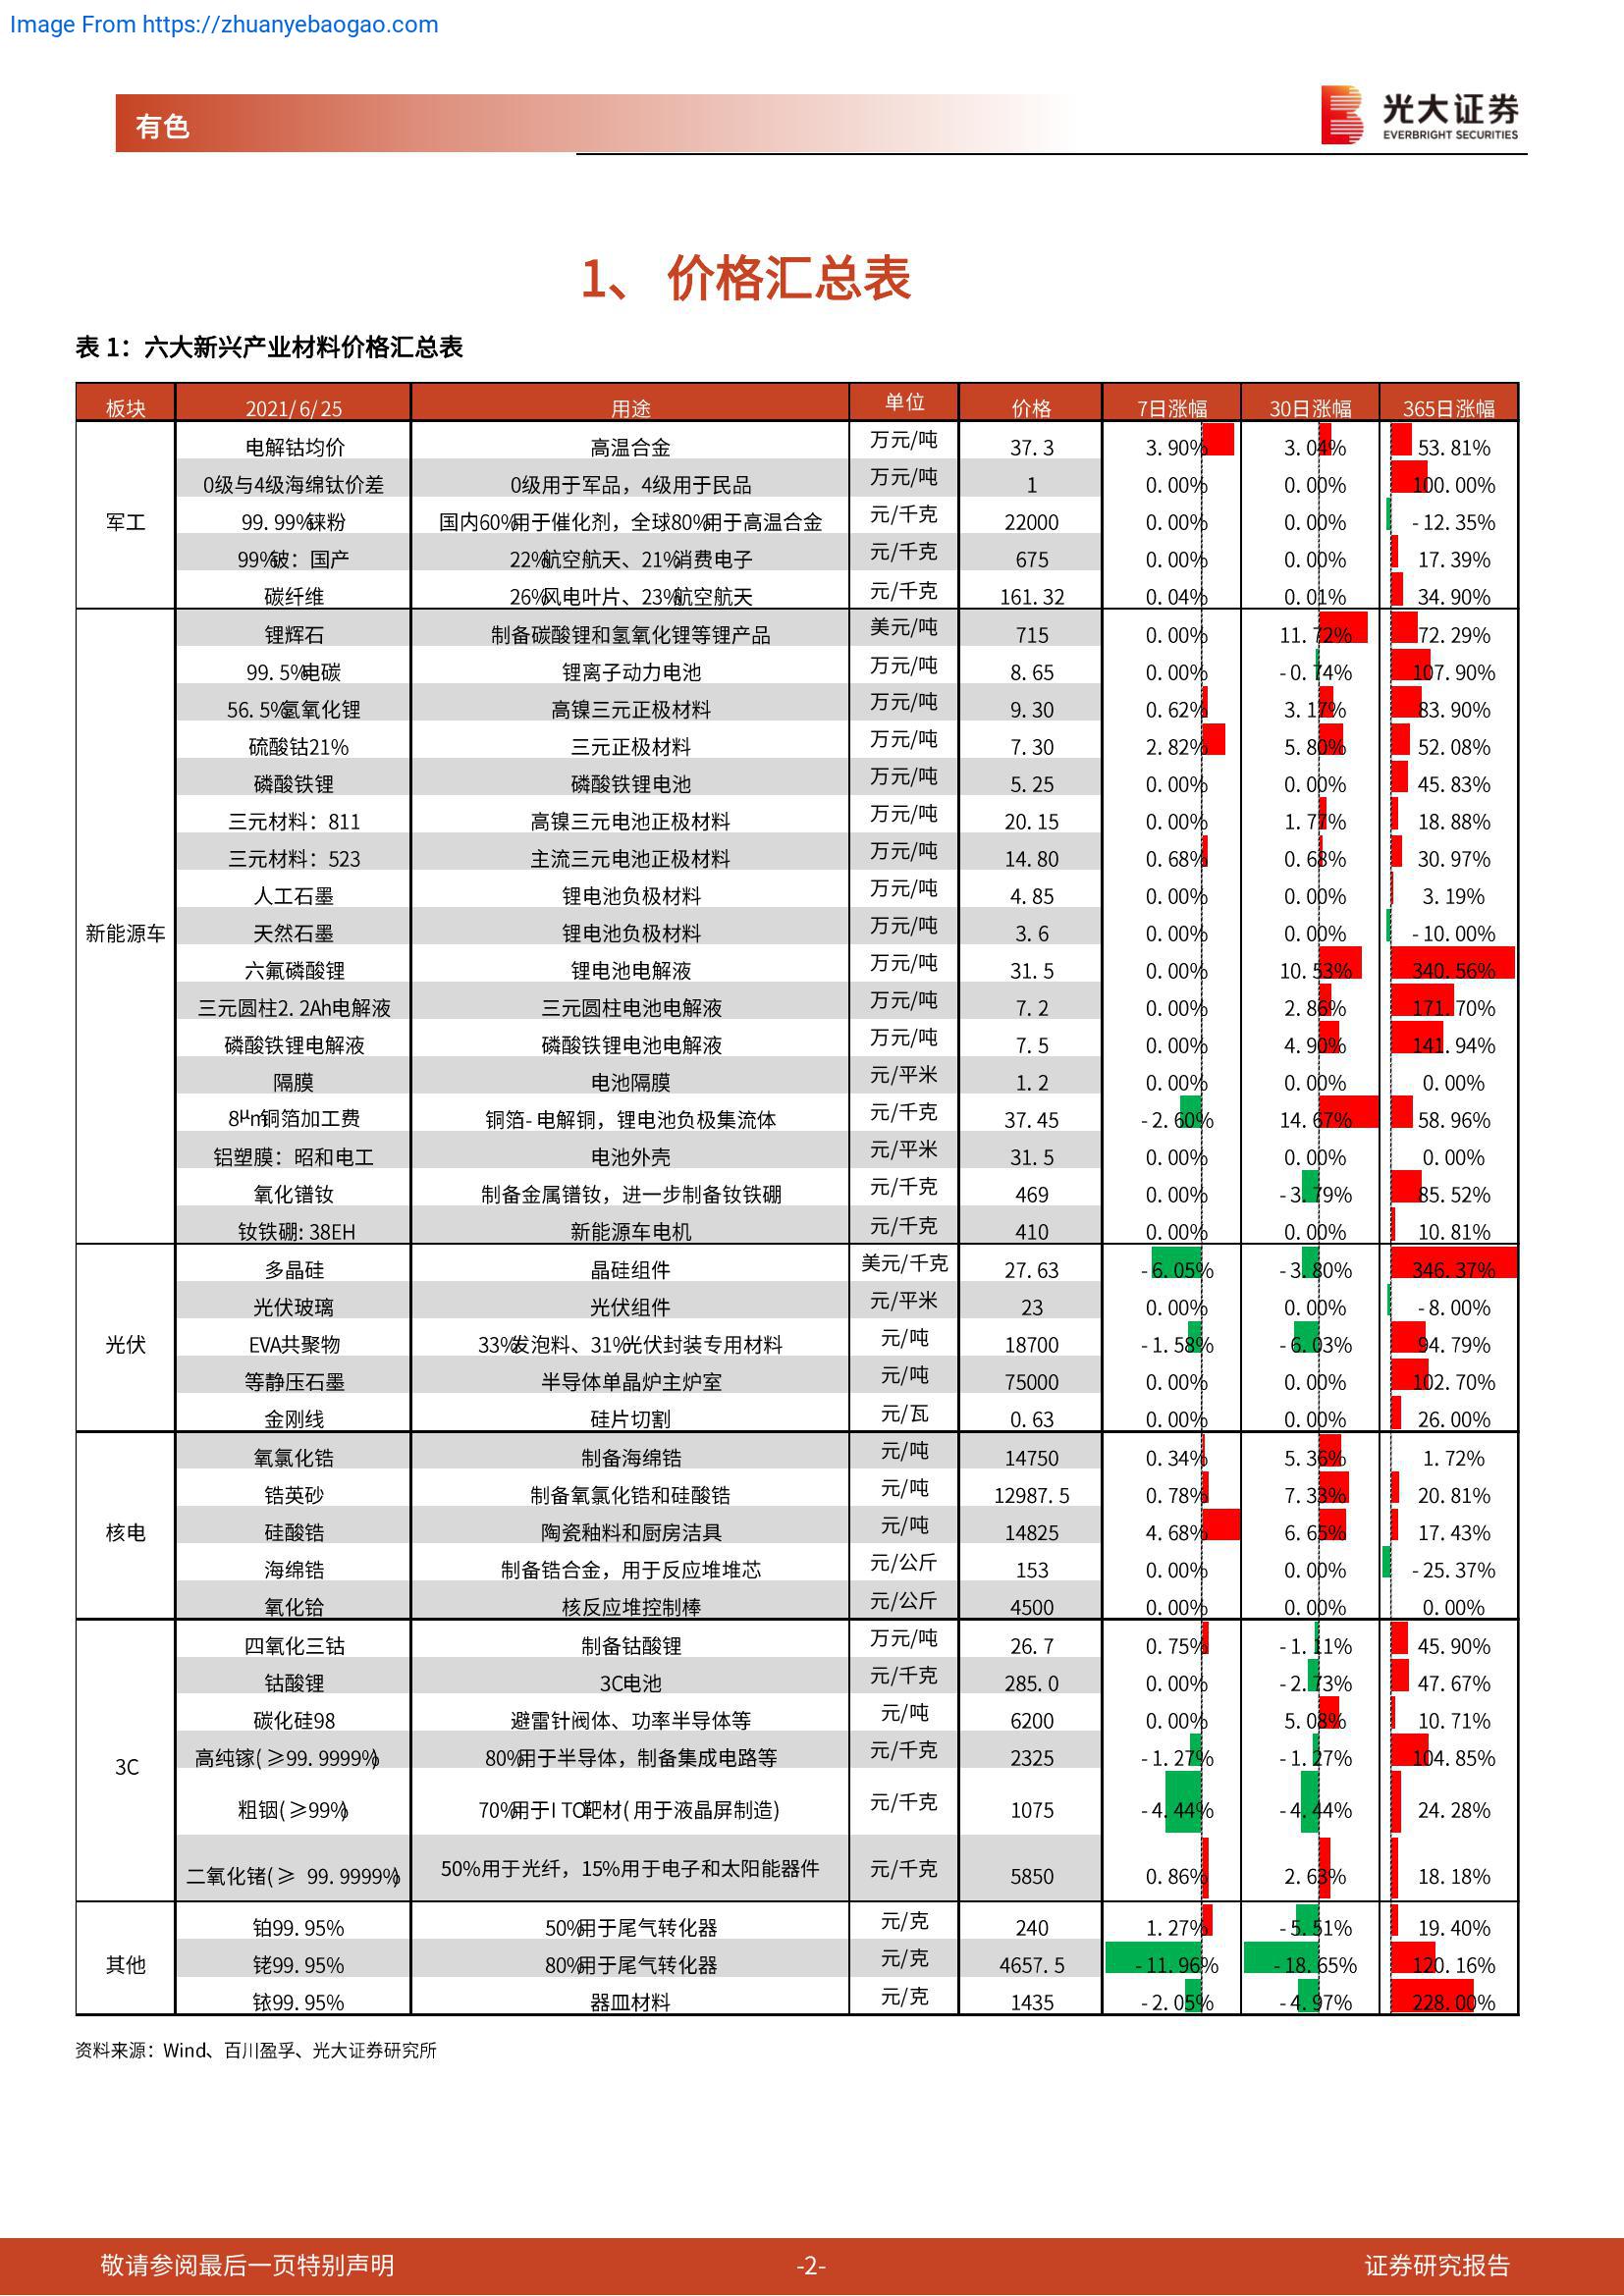 Image From https://zhuanyebaogao.com
有色
光大证券
EVERBRIGHT SECURITIES
1、 价格汇总表
表 1：六大新兴产业材料价格汇总表
板块 2021/6/25 用途 单位 价格 7日涨幅 30日涨幅 365日涨幅
军工
电解钴均价 高温合金 万元/吨 37.3 3.90% 3.04% 53.81%
0级与4级海绵钛价差 0级用于军品，4级用于民品 万元/吨 1 0.00% 0.00% 100.00%
99.99%铼粉 国内60%用于催化剂，全球80%用于高温合金 元/千克 22000 0.00% 0.00% -12.35%
99%铍：国产 22%航空航天、21%消费电子 元/千克 675 0.00% 0.00% 17.39%
碳纤维 26%风电叶片、23%航空航天 元/千克 161.32 0.04% 0.01% 34.90%
新能源车
锂辉石 制备碳酸锂和氢氧化锂等锂产品 美元/吨 715 0.00% 11.72% 72.29%
99.5%电碳 锂离子动力电池 万元/吨 8.65 0.00% -0.74% 107.90%
56.5%氢氧化锂 高镍三元正极材料 万元/吨 9.30 0.62% 3.17% 83.90%
硫酸钴21% 三元正极材料 万元/吨 7.30 2.82% 5.80% 52.08%
磷酸铁锂 磷酸铁锂电池 万元/吨 5.25 0.00% 0.00% 45.83%
三元材料：811 高镍三元电池正极材料 万元/吨 20.15 0.00% 1.77% 18.88%
三元材料：523 主流三元电池正极材料 万元/吨 14.80 0.68% 0.68% 30.97%
人工石墨 锂电池负极材料 万元/吨 4.85 0.00% 0.00% 3.19%
天然石墨 锂电池负极材料 万元/吨 3.6 0.00% 0.00% -10.00%
六氟磷酸锂 锂电池电解液 万元/吨 31.5 0.00% 10.53% 340.56%
三元圆柱2.2Ah电解液 三元圆柱电池电解液 万元/吨 7.2 0.00% 2.86% 171.70%
磷酸铁锂电解液 磷酸铁锂电池电解液 万元/吨 7.5 0.00% 4.90% 141.94%
隔膜 电池隔膜 元/平米 1.2 0.00% 0.00% 0.00%
8μm铜箔加工费 铜箔-电解铜，锂电池负极集流体 元/千克 37.45 -2.60% 14.67% 58.96%
铝塑膜：昭和电工 电池外壳 元/平米 31.5 0.00% 0.00% 0.00%
氧化镨钕 制备金属镨钕，进一步制备钕铁硼 元/千克 469 0.00% -3.79% 85.52%
钕铁硼:38EH 新能源车电机 元/千克 410 0.00% 0.00% 10.81%
光伏
多晶硅 晶硅组件 美元/千克 27.63 -6.05% -3.80% 346.37%
光伏玻璃 光伏组件 元/平米 23 0.00% 0.00% -8.00%
EVA共聚物 33%发泡料、31%光伏封装专用材料 元/吨 18700 -1.58% -6.03% 94.79%
等静压石墨 半导体单晶炉主炉室 元/吨 75000 0.00% 0.00% 102.70%
金刚线 硅片切割 元/瓦 0.63 0.00% 0.00% 26.00%
核电
氧氯化锆 制备海绵锆 元/吨 14750 0.34% 5.36% 1.72%
锆英砂 制备氧氯化锆和硅酸锆 元/吨 12987.5 0.78% 7.33% 20.81%
硅酸锆 陶瓷釉料和厨房洁具 元/吨 14825 4.68% 6.65% 17.43%
海绵锆 制备锆合金，用于反应堆堆芯 元/公斤 153 0.00% 0.00% -25.37%
氧化铪 核反应堆控制棒 元/公斤 4500 0.00% 0.00% 0.00%
3C
四氧化三钴 制备钴酸锂 万元/吨 26.7 0.75% -1.11% 45.90%
钴酸锂 3C电池 元/千克 285.0 0.00% -2.73% 47.67%
碳化硅98 避雷针阀体、功率半导体等 元/吨 6200 0.00% 5.08% 10.71%
高纯镓(≥99.9999%) 80%用于半导体，制备集成电路等 元/千克 2325 -1.27% -1.27% 104.85%
粗铟(≥99%) 70%用于ITO靶材(用于液晶屏制造) 元/千克 1075 -4.44% -4.44% 24.28%
二氧化锗(≥ 99.9999%) 50%用于光纤，15%用于电子和太阳能器件 元/千克 5850 0.86% 2.63% 18.18%
其他
铂99.95% 50%用于尾气转化器 元/克 240 1.27% -5.51% 19.40%
铑99.95% 80%用于尾气转化器 元/克 4657.5 -11.96% -18.65% 120.16%
铱99.95% 器皿材料 元/克 1435 -2.05% -4.97% 228.00%
资料来源：Wind、百川盈孚、光大证券研究所
敬请参阅最后一页特别声明 -2- 证券研究报告